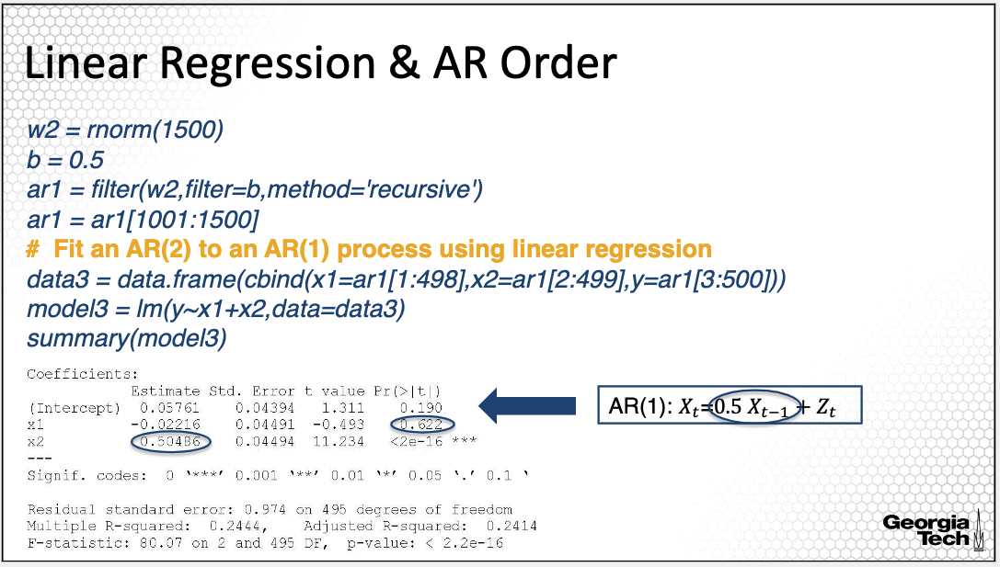 Linear Regression & AR Order
w2 = rnorm(1500)
b = 0.5
ar1 = filter(w2,filter=b,method='recursive')
ar1 = ar1[1001:1500]
# Fit an AR(2) to an AR(1) process using linear regression
data3 = data.frame(cbind(x1=ar1[1:498],x2=ar1[2:499],y=ar1[3:500]))
model3 = lm(y~x1+x2,data=data3)
summary(model3)
Coefficients:
Estimate Std. Error t value Pr(>|t|)
(Intercept) 0.05761 0.04394 1.311 0.190
x1 -0.02216 0.04491 -0.493 0.622
x2 0.50486 0.04494 11.234 <2e-16 ***
---
Signif. codes: 0 ‘***’ 0.001 ‘**’ 0.01 ‘*’ 0.05 ‘.’ 0.1 ‘
Residual standard error: 0.974 on 495 degrees of freedom
Multiple R-squared: 0.2444, Adjusted R-squared: 0.2414
F-statistic: 80.07 on 2 and 495 DF, p-value: < 2.2e-16
AR(1): Xₜ=0.5 Xₜ₋₁ + Zₜ
Georgia
Tech